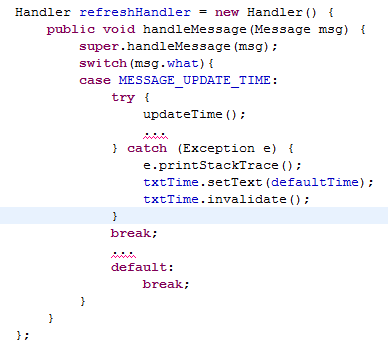 Handler refreshHandler = new Handler() {
    public void handleMessage(Message msg) {
        super.handleMessage(msg);
        switch(msg.what){
        case MESSAGE_UPDATE_TIME:
            try {
                updateTime();
                ...
            } catch (Exception e) {
                e.printStackTrace();
                txtTime.setText(defaultTime);
                txtTime.invalidate();
            }
            break;
            ...
            default:
                break;
        }
    }
};